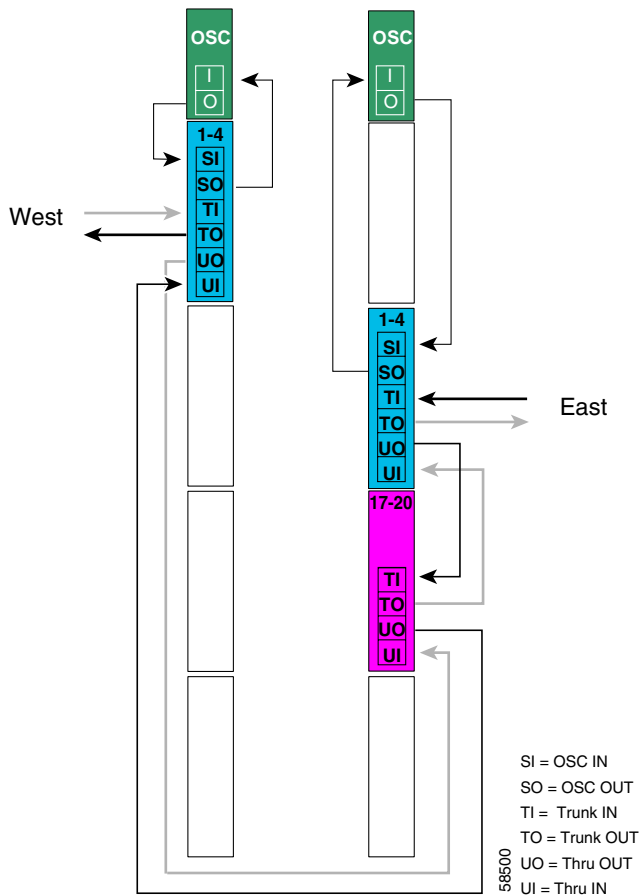 OSC
I
O
1-4
SI
SO
TI
TO
UO
UI
West
OSC
I
O
1-4
SI
SO
TI
TO
UO
UI
East
17-20
TI
TO
UO
UI
SI = OSC IN
SO = OSC OUT
TI = Trunk IN
TO = Trunk OUT
UO = Thru OUT
UI = Thru IN
58500